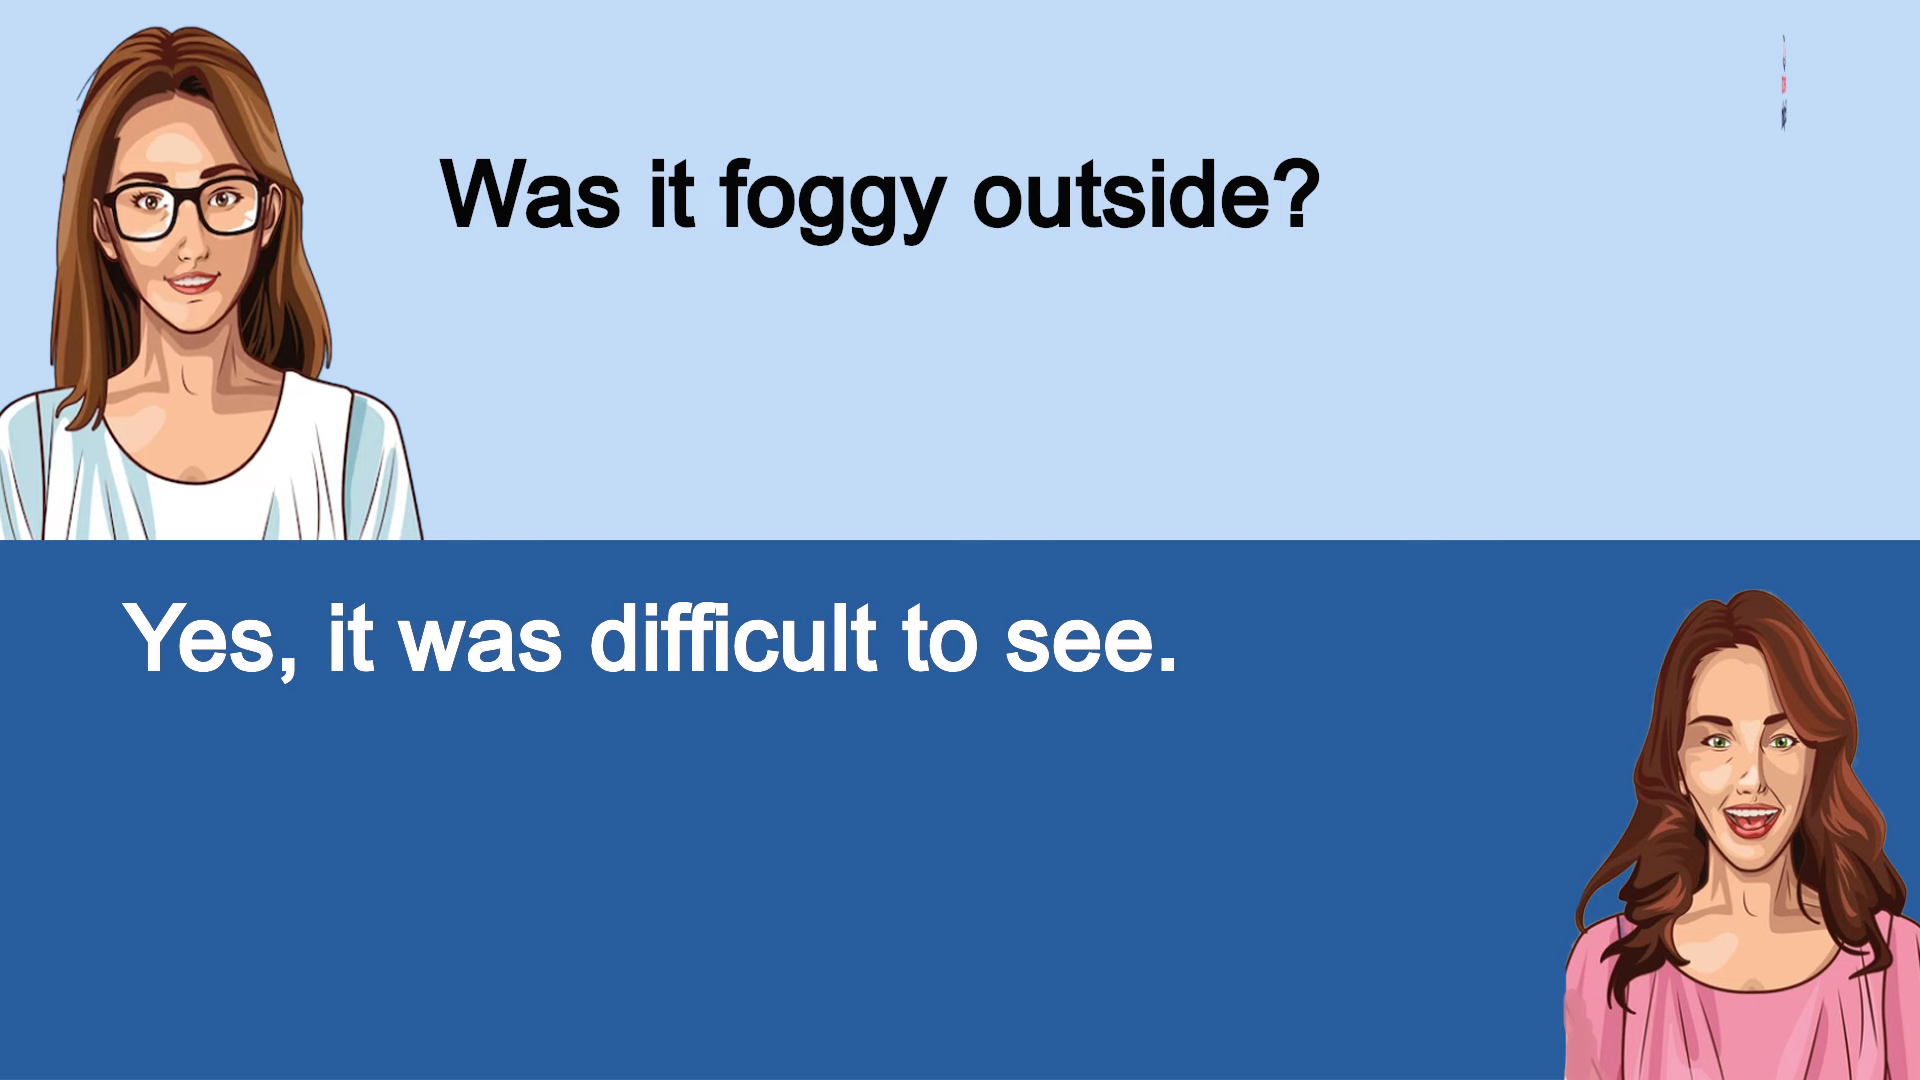 Was it foggy outside?
Yes, it was difficult to see.